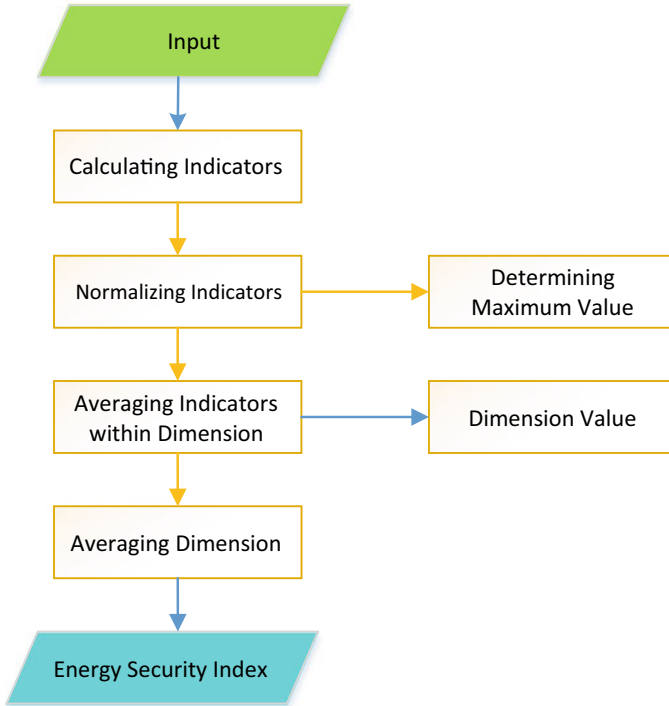 Input
Calculating Indicators
Normalizing Indicators
Determining
Maximum Value
Averaging Indicators
within Dimension
Dimension Value
Averaging Dimension
Energy Security Index